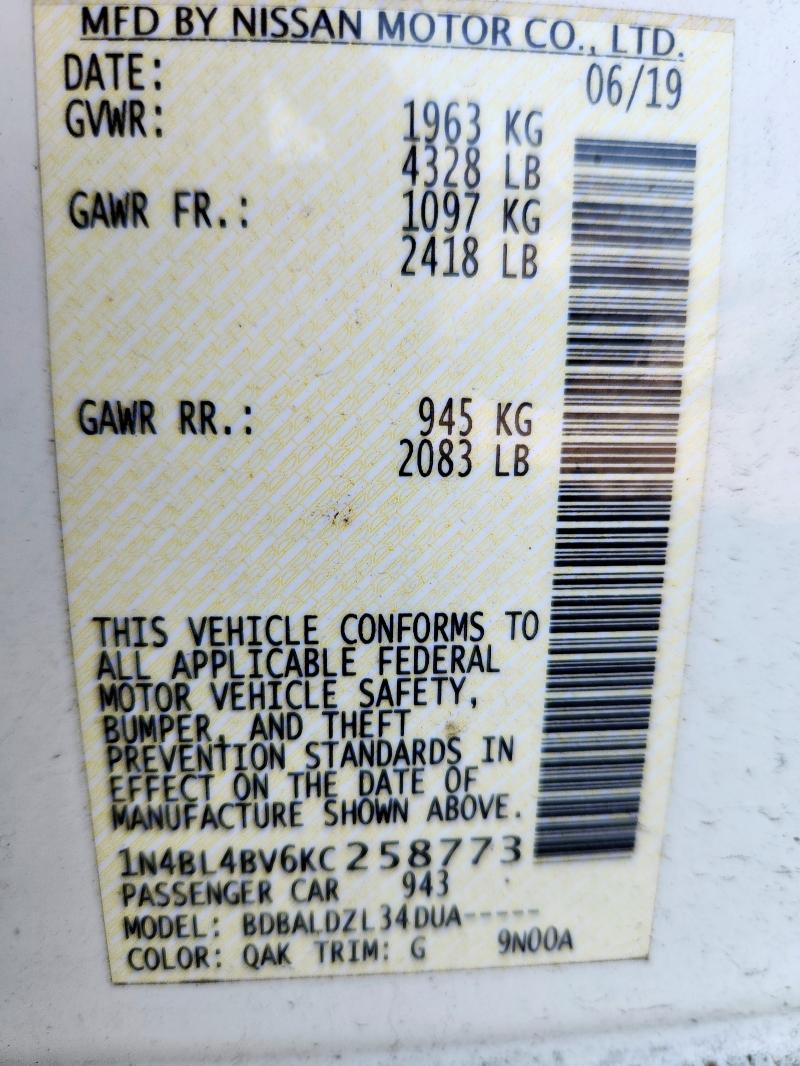 MFD BY NISSAN MOTOR CO., LTD.
DATE: 06/19
GVWR: 1963 KG
4328 LB
GAWR FR.: 1097 KG
2418 LB
GAWR RR.: 945 KG
2083 LB
THIS VEHICLE CONFORMS TO
ALL APPLICABLE FEDERAL
MOTOR VEHICLE SAFETY,
BUMPER, AND THEFT
PREVENTION STANDARDS IN
EFFECT ON THE DATE OF
MANUFACTURE SHOWN ABOVE.
1N4BL4BV6KC258773
PASSENGER CAR 943
MODEL: BDBALDZL34DUA-----
COLOR: QAK TRIM: G 9N00A